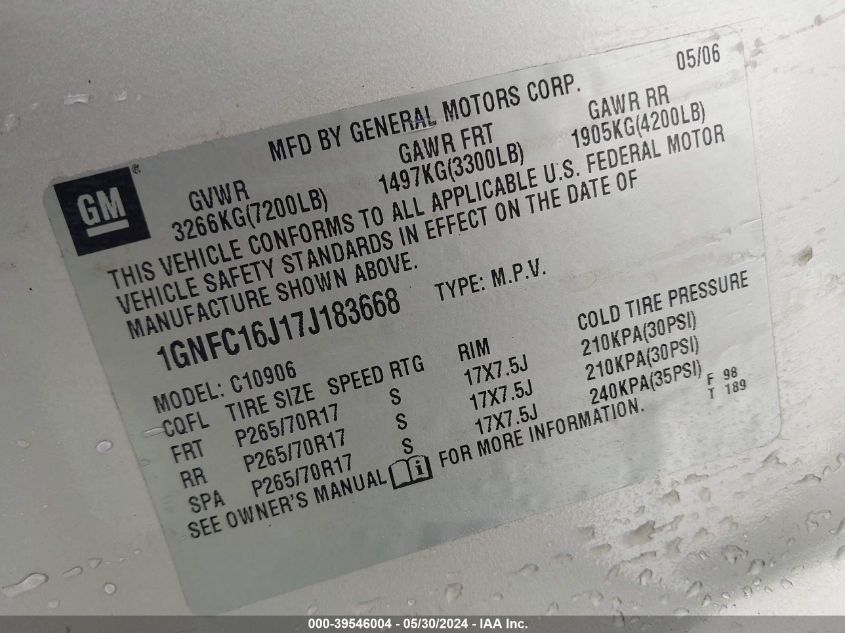 05/06
MFD BY GENERAL MOTORS CORP.
GM®
GVWR GAWR FRT GAWR RR
3266KG(7200LB) 1497KG(3300LB) 1905KG(4200LB)
THIS VEHICLE CONFORMS TO ALL APPLICABLE U.S. FEDERAL MOTOR
VEHICLE SAFETY STANDARDS IN EFFECT ON THE DATE OF
MANUFACTURE SHOWN ABOVE.
1GNFC16J17J183668 TYPE: M.P.V.
MODEL: C10906
CQFL TIRE SIZE SPEED RTG RIM COLD TIRE PRESSURE
FRT P265/70R17 S 17X7.5J 210KPA(30PSI)
RR P265/70R17 S 17X7.5J 210KPA(30PSI)
SPA P265/70R17 S 17X7.5J 240KPA(35PSI) F 98
T 189
SEE OWNER'S MANUAL i FOR MORE INFORMATION.
000-39546004 - 05/30/2024 - IAA Inc.